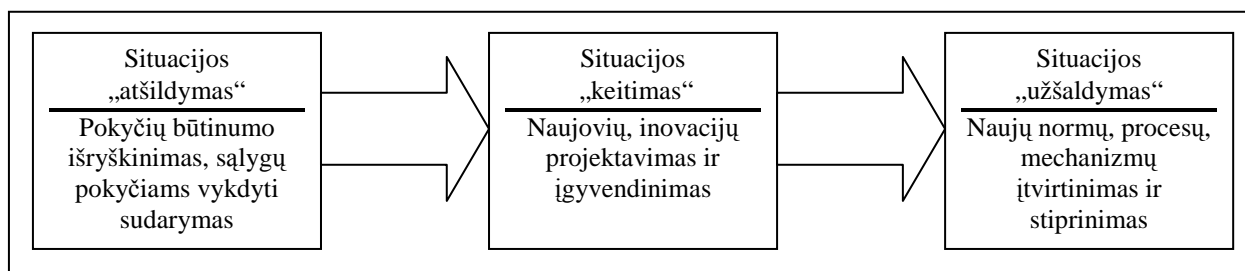 Situacijos
„atšildymas“
Pokyčių būtinumo
išryškinimas, sąlygų
pokyčiams vykdyti
sudarymas
Situacijos
„keitimas“
Naujovių, inovacijų
projektavimas ir
įgyvendinimas
Situacijos
„užšaldymas“
Naujų normų, procesų,
mechanizmų
įtvirtinimas ir
stiprinimas